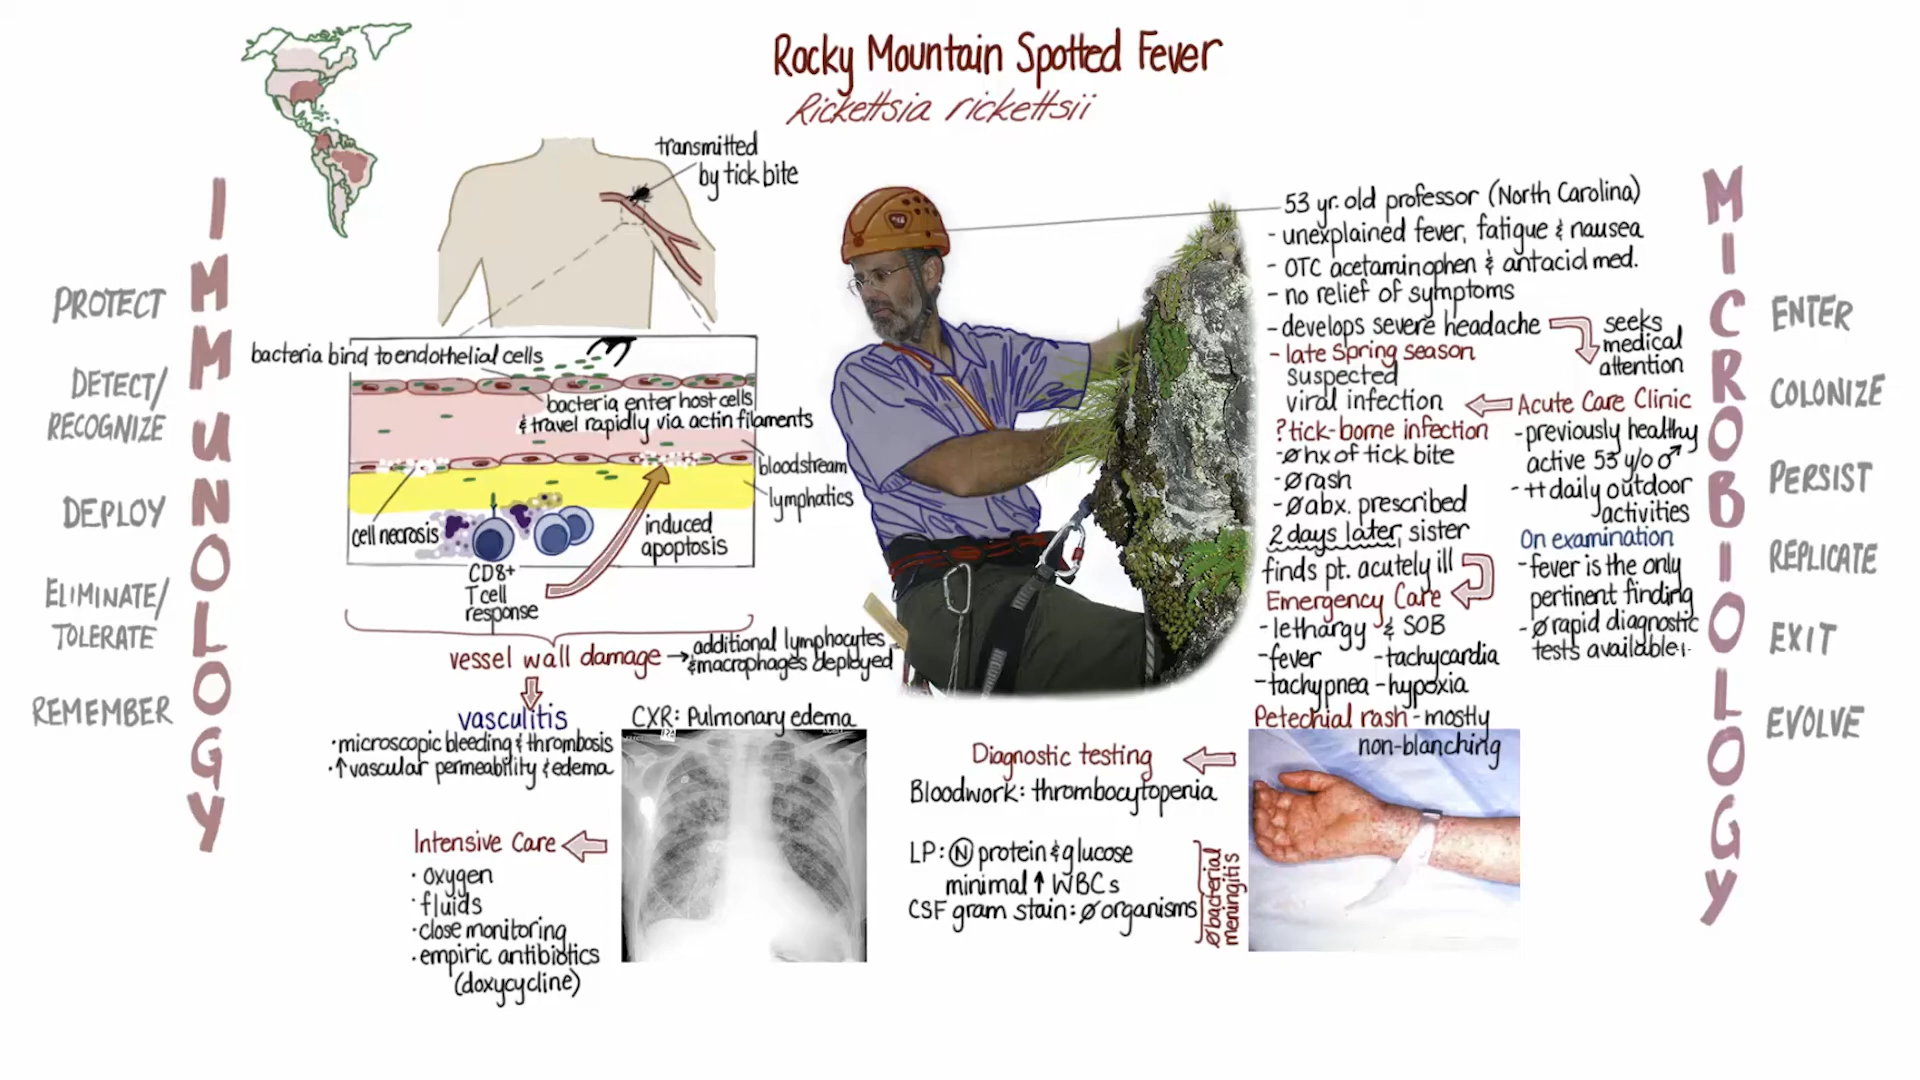 Rocky Mountain Spotted Fever
Rickettsia rickettsii
IMMUNOLOGY
PROTECT
DETECT/
RECOGNIZE
DEPLOY
ELIMINATE/
TOLERATE
REMEMBER
transmitted
by tick bite
bacteria bind to endothelial cells
bacteria enter host cells
& travel rapidly via actin filaments
bloodstream
lymphatics
cell necrosis
induced
apoptosis
CD8+
T cell
response
vessel wall damage → additional lymphocytes
& macrophages deployed
vasculitis
· microscopic bleeding & thrombosis
· ↑ vascular permeability & edema
CXR: Pulmonary edema
Intensive Care
· oxygen
· fluids
· close monitoring
· empiric antibiotics
(doxycycline)
53 yr. old professor (North Carolina)
- unexplained fever, fatigue & nausea
- OTC acetaminophen & antacid med.
- no relief of symptoms
- develops severe headache
seeks
medical
attention
- late Spring season
suspected
viral infection
Acute Care Clinic
- previously healthy
active 53 y/o ♂
- ++ daily outdoor
activities
On examination
- fever is the only
pertinent finding
- Ø rapid diagnostic
tests available
? tick-borne infection
- Ø hx of tick bite
- Ø rash
- Ø abx. prescribed
2 days later, sister
finds pt. acutely ill
Emergency Care
- lethargy & SOB
- fever - tachycardia
- tachypnea - hypoxia
Petechial rash - mostly
non-blanching
Diagnostic testing
Bloodwork: thrombocytopenia
LP: Ⓝ protein & glucose
minimal ↑ WBCs
CSF gram stain: Ø organisms
Ø bacterial
meningitis
MICROBIOLOGY
ENTER
COLONIZE
PERSIST
REPLICATE
EXIT
EVOLVE